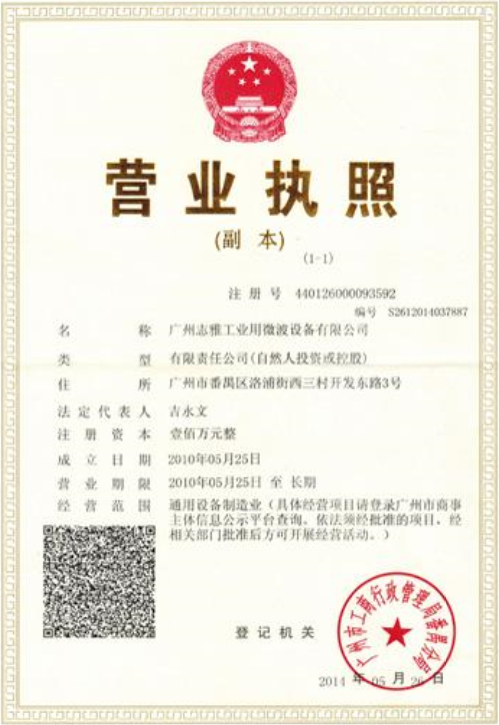 营业执照
(副 本)
(1-1)
注 册 号 440126000093592
编号 S2612014037887
名 称 广州志雅工业用微波设备有限公司
类 型 有限责任公司(自然人投资或控股)
住 所 广州市番禺区洛浦街西三村开发东路3号
法定代表人 吉永文
注 册 资 本 壹佰万元整
成 立 日 期 2010年05月25日
营 业 期 限 2010年05月25日 至 长期
经 营 范 围 通用设备制造业（具体经营项目请登录广州市商事
主体信息公示平台查询。依法须经批准的项目，经
相关部门批准后方可开展经营活动。）
广州市工商行政管理局番禺分局
登 记 机 关
2014 年 05 月 26 日